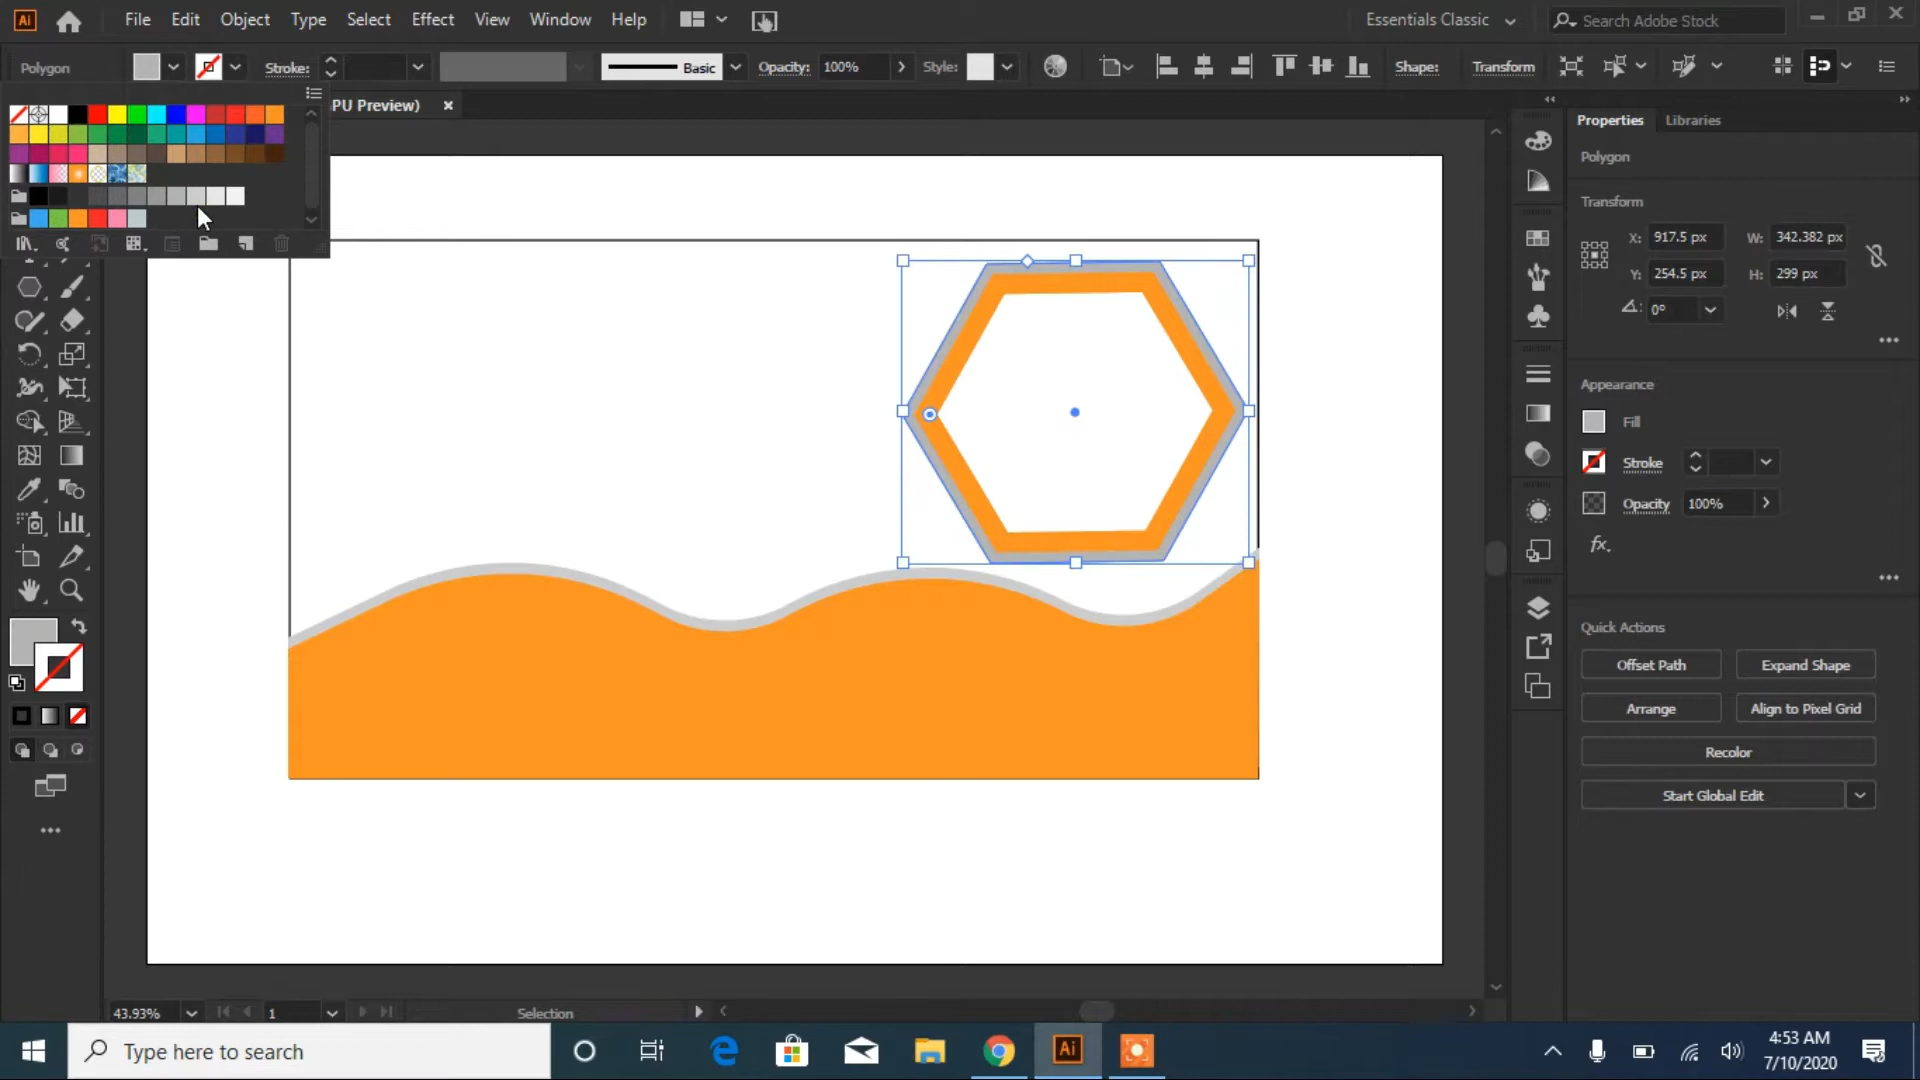 Ai File Edit Object Type Select Effect View Window Help Essentials Classic Search Adobe Stock
Polygon Stroke: Basic Opacity: 100% Style: Shape: Transform
PU Preview) ×
Properties Libraries
Polygon
Transform
X: 917.5 px W: 342.382 px
Y: 254.5 px H: 299 px
0°
Appearance
Fill
Stroke
Opacity 100%
fx.
Quick Actions
Offset Path Expand Shape
Arrange Align to Pixel Grid
Recolor
Start Global Edit
43.93% 1 Selection
Type here to search Ai 4:53 AM
7/10/2020